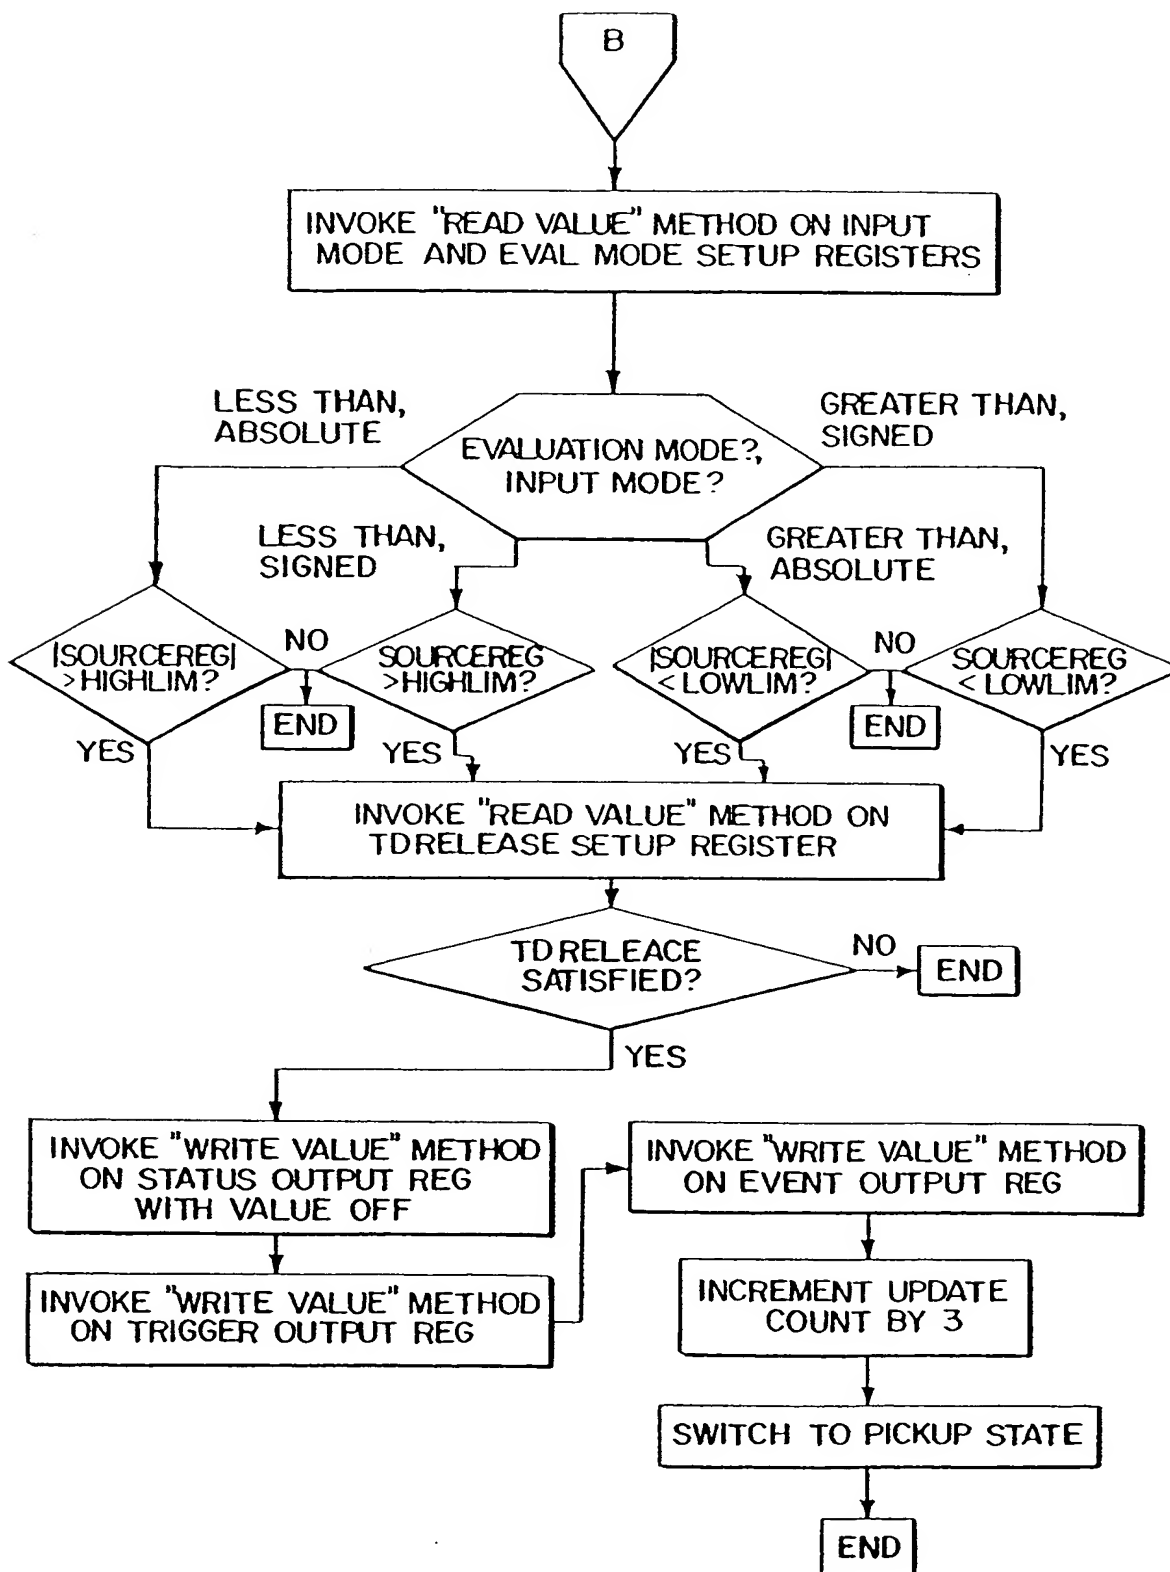 B
INVOKE "READ VALUE" METHOD ON INPUT
MODE AND EVAL MODE SETUP REGISTERS
LESS THAN,
ABSOLUTE
GREATER THAN,
SIGNED
EVALUATION MODE?,
INPUT MODE?
LESS THAN,
SIGNED
GREATER THAN,
ABSOLUTE
|SOURCEREG|
>HIGHLIM?
NO
SOURCEREG
>HIGHLIM?
|SOURCEREG|
< LOWLIM?
NO
SOURCEREG
< LOWLIM?
END
END
YES
YES
YES
YES
INVOKE "READ VALUE" METHOD ON
TDRELEASE SETUP REGISTER
TD RELEACE
SATISFIED?
NO
END
YES
INVOKE "WRITE VALUE" METHOD
ON STATUS OUTPUT REG
WITH VALUE OFF
INVOKE "WRITE VALUE" METHOD
ON EVENT OUTPUT REG
INVOKE "WRITE VALUE" METHOD
ON TRIGGER OUTPUT REG
INCREMENT UPDATE
COUNT BY 3
SWITCH TO PICKUP STATE
END